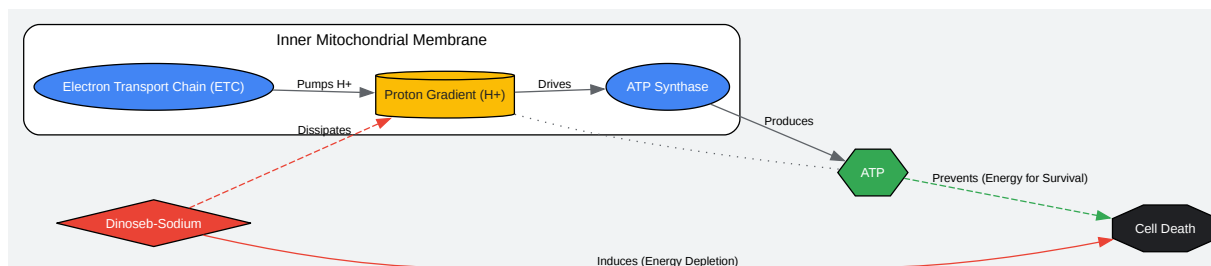 Inner Mitochondrial Membrane
Electron Transport Chain (ETC)
Pumps H+
Proton Gradient (H+)
Drives
ATP Synthase
Dissipates
Produces
ATP
Prevents (Energy for Survival)
Dinoseb-Sodium
Cell Death
Induces (Energy Depletion)